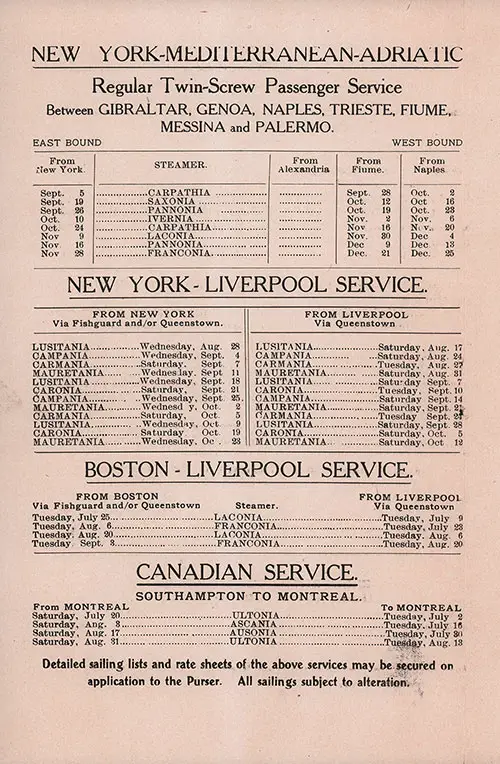 NEW YORK-MEDITERRANEAN-ADRIATIC
Regular Twin-Screw Passenger Service
Between GIBRALTAR, GENOA, NAPLES, TRIESTE, FIUME,
MESSINA and PALERMO.
EAST BOUND WEST BOUND
From New York. STEAMER. From Alexandria From Fiume. From Naples
Sept. 5 CARPATHIA Sept. 28 Oct. 2
Sept. 19 SAXONIA Oct. 12 Oct 16
Sept. 26 PANNONIA Oct. 19 Oct. 23
Oct. 10 IVERNIA Nov. 2 Nov. 6
Oct. 24 CARPATHIA Nov 16 Nov. 20
Nov 9 LACONIA Nov. 30 Dec 4
Nov. 16 PANNONIA Dec 9 Dec 13
Nov 28 FRANCONIA Dec. 21 Dec. 25
NEW YORK - LIVERPOOL SERVICE.
FROM NEW YORK FROM LIVERPOOL
Via Fishguard and/or Queenstown. Via Queenstown
LUSITANIA Wednesday, Aug. 28 LUSITANIA Saturday, Aug. 17
CAMPANIA Wednesday, Sept. 4 CAMPANIA Saturday, Aug. 24
CARMANIA Saturday, Sept 7 CARMANIA Tuesday, Aug. 27
MAURETANIA Wednesday, Sept 11 MAURETANIA Saturday, Aug 31
LUSITANIA Wednesday, Sept. 18 LUSITANIA Saturday Sept. 7
CARONIA Saturday, Sept 21 CARONIA Tuesday, Sept. 10
CAMPANIA Wednesday, Sept 25. CAMPANIA Saturday Sept. 14
MAURETANIA Wednesd y, Oct. 2 MAURETANIA Saturday, Sept.
CARMANIA Saturday, Oct. 5 CARMANIA Tuesday Sept.
LUSITANIA Wednesday, Oct. 9 LUSITANIA Saturday, Sept. 28
CARONIA Saturday Oct. 19 CARONIA Saturday, Oct. 5
MAURETANIA Wednesday, Oc . 23 MAURETANIA Saturday, Oct 12
BOSTON - LIVERPOOL SERVICE.
FROM BOSTON FROM LIVERPOOL
Via Fishguard and/or Queenstown Steamer. Via Queenstown
Tuesday, July 25 LACONIA Tuesday, July 9
Tuesday, Aug. 6 FRANCONIA Tuesday, July 23
Tuesday. Aug. 20 LACONIA Tuesday, Aug. 6
Tuesday Sept. 3 FRANCONIA Tuesday, Aug. 20
CANADIAN SERVICE.
SOUTHAMPTON TO MONTREAL.
From MONTREAL To MONTREAL
Saturday, July 20 ULTONIA Tuesday, July 2
Saturday, Aug. 3 ASCANIA Tuesday, July 16
Saturday, Aug. 17 AUSONIA Tuesday, July 30
Saturday, Aug. 31 ULTONIA Tuesday, Aug. 13
Detailed sailing lists and rate sheets of the above services may be secured on
application to the Purser. All sailings subject to alteration.